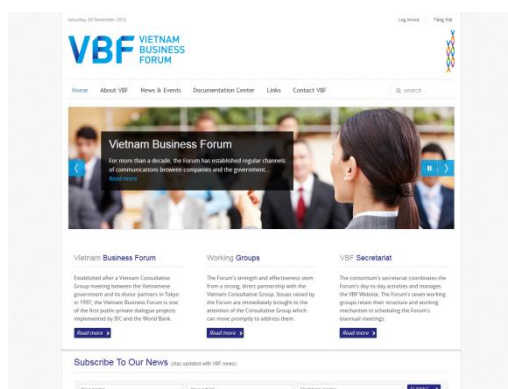 Saturday, 03 November 2012
Tiếng Việt
VBF VIETNAM
BUSINESS
FORUM
Home About VBF News & Events Documentation Center Links Contact VBF search...
Vietnam Business Forum
For more than a decade, the Forum has established regular channels
of communications between companies and the government...
Read more
Vietnam Business Forum
Established after a Vietnam Consultative
Group meeting between the Vietnamese
government and its donor partners in Tokyo
in 1997, the Vietnam Business Forum is one
of the first public-private dialogue projects
implemented by IFC and the World Bank.
Read more
Working Groups
The Forum's strength and effectiveness stem
from a strong, direct partnership with the
Vietnam Consultative Group. Issues raised by
the Forum are immediately brought to the
attention of the Consultative Group which
can move promptly to address them.
Read more
VBF Secretariat
The consortium's secretariat coordinates the
Forum's day-to-day activities and manages
the VBF Website. The Forum's seven working
groups retain their structure and working
mechanism in scheduling the Forum's
biannual meetings.
Read more
Subscribe To Our News (stay updated with VBF news)